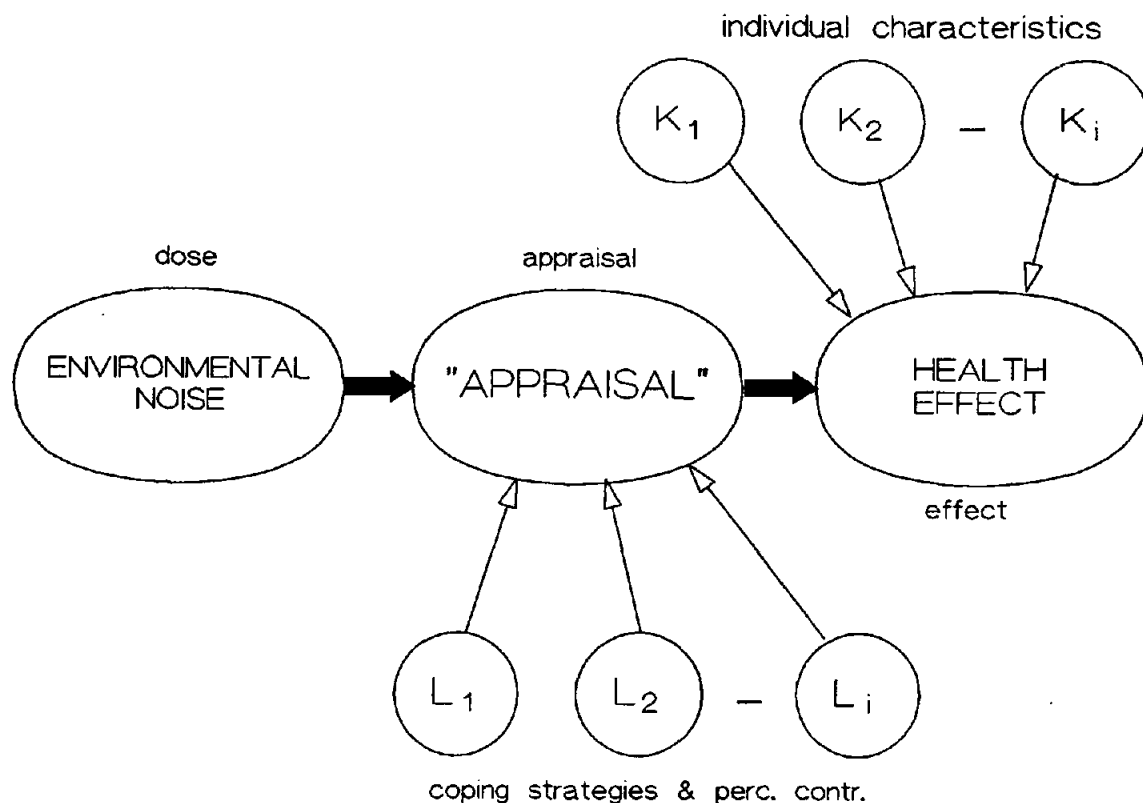 individual characteristics
K1 K2 – Ki
dose
appraisal
ENVIRONMENTAL
NOISE
"APPRAISAL"
HEALTH
EFFECT
effect
L1 L2 – Li
coping strategies & perc. contr.